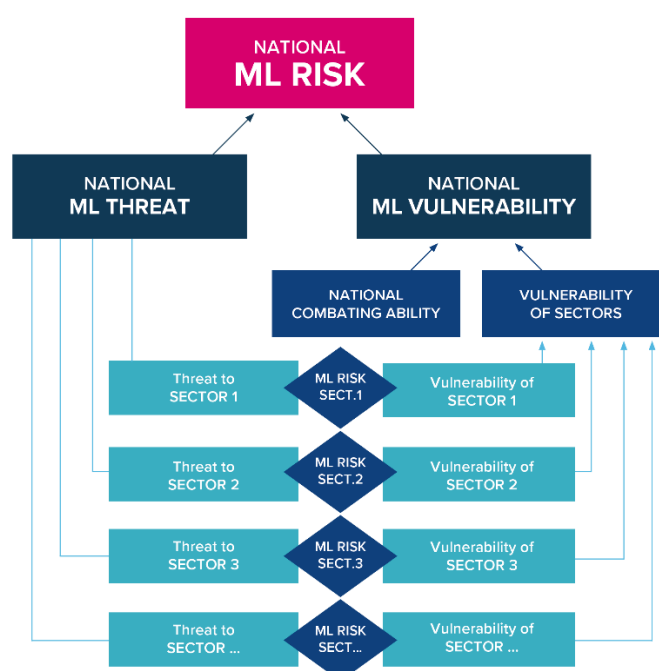 NATIONAL
ML RISK
NATIONAL
ML THREAT
NATIONAL
ML VULNERABILITY
NATIONAL
COMBATING ABILITY
VULNERABILITY
OF SECTORS
Threat to
SECTOR 1
ML RISK
SECT.1
Vulnerability of
SECTOR 1
Threat to
SECTOR 2
ML RISK
SECT.2
Vulnerability of
SECTOR 2
Threat to
SECTOR 3
ML RISK
SECT.3
Vulnerability of
SECTOR 3
Threat to
SECTOR ...
ML RISK
SECT...
Vulnerability of
SECTOR ...